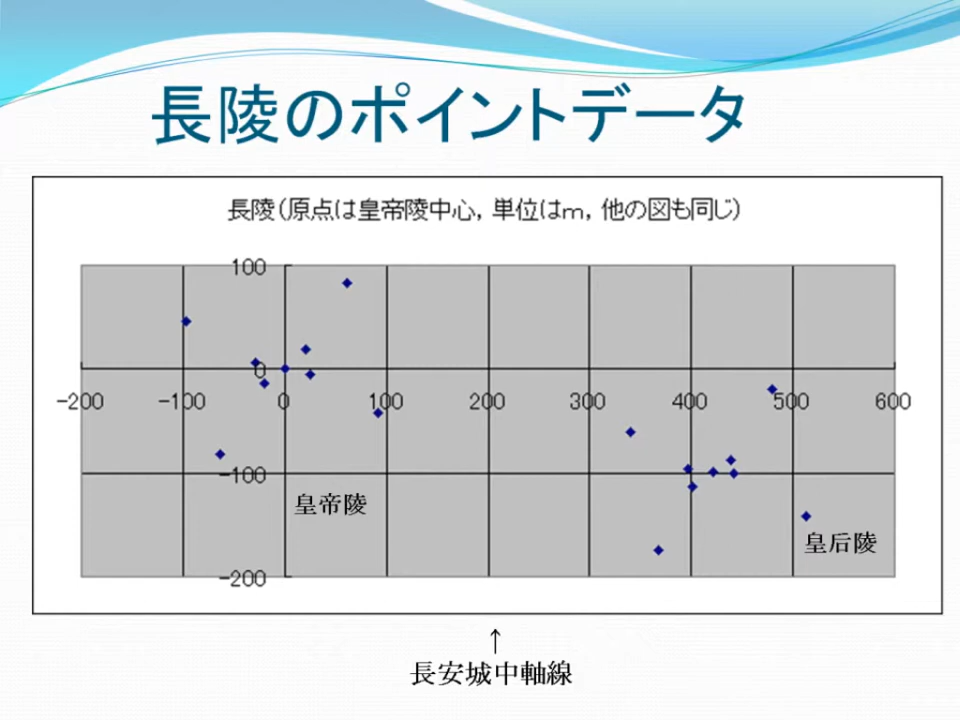 長陵のポイントデータ
長陵(原点は皇帝陵中心, 単位はm, 他の図も同じ)
100
0
-200 -100 0 100 200 300 400 500 600
-100
皇帝陵
皇后陵
-200
↑
長安城中軸線